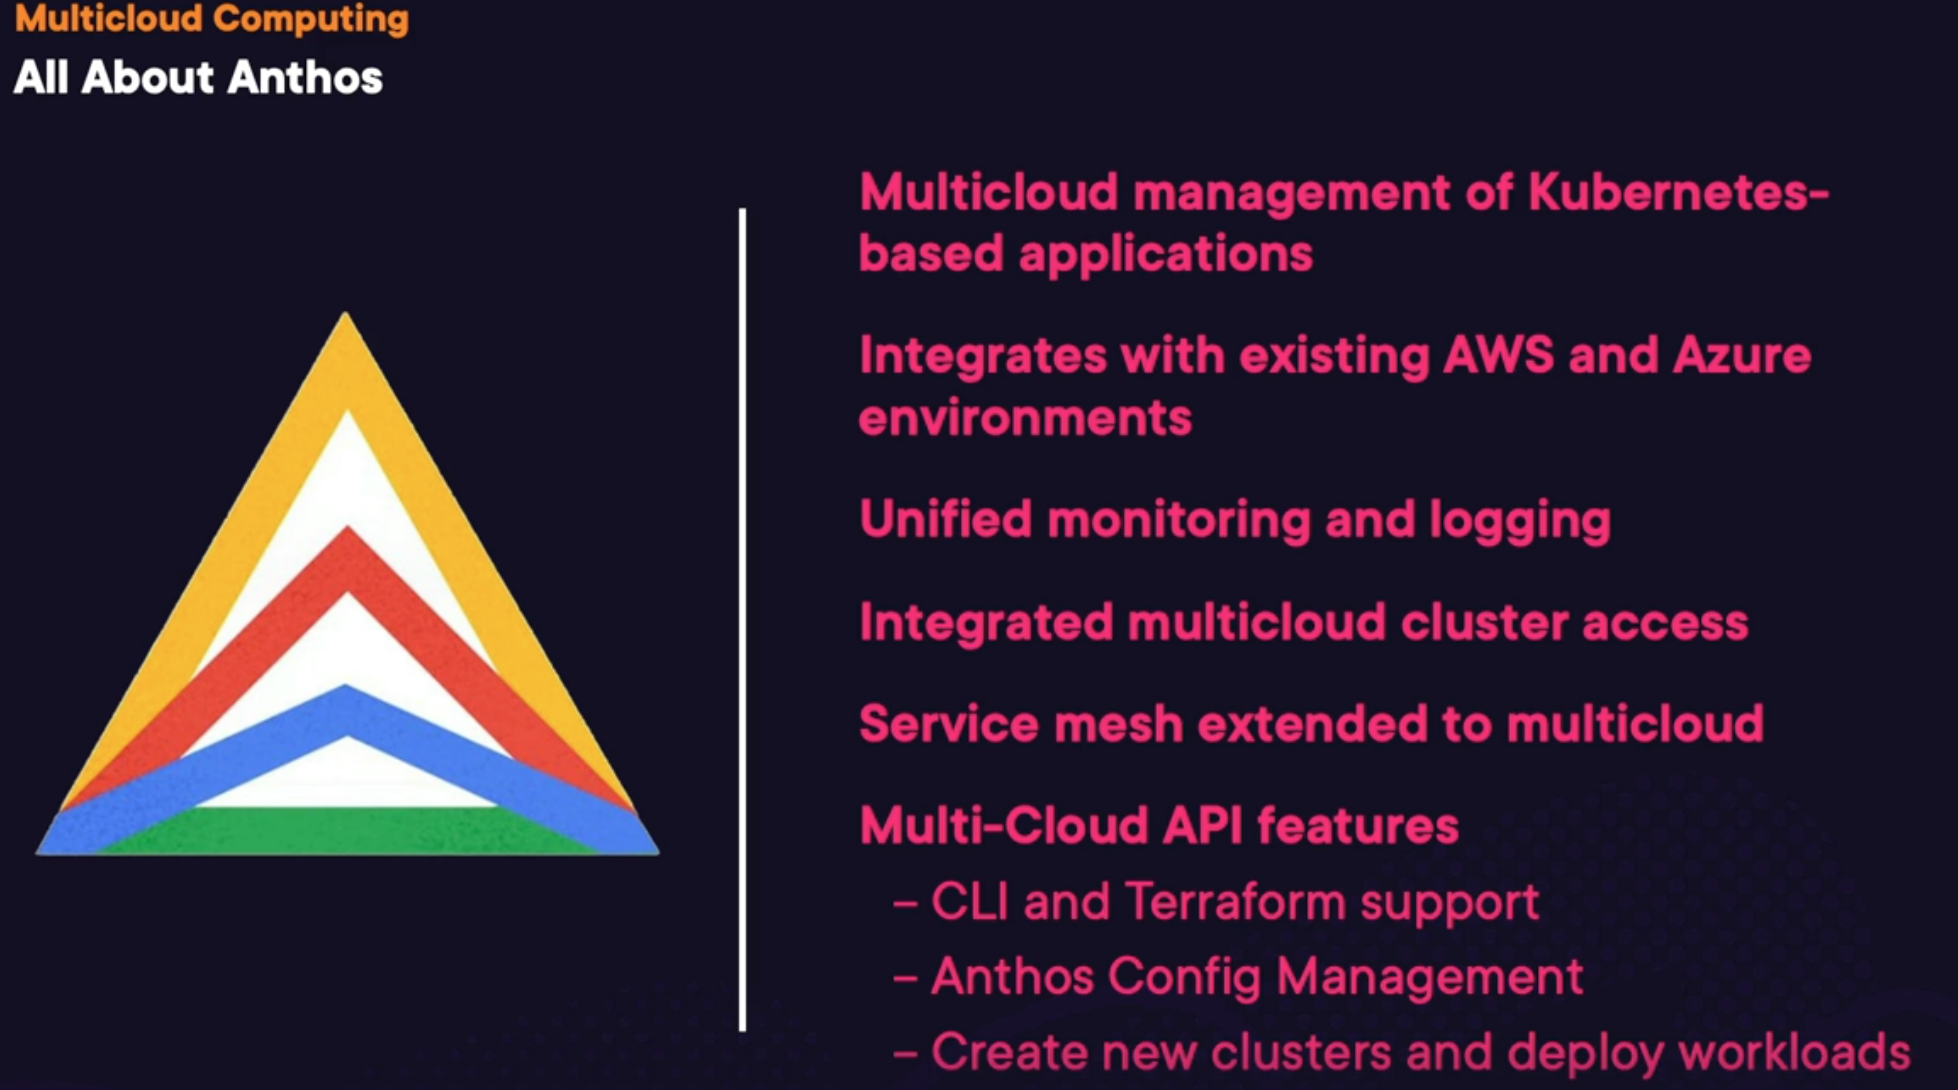 Multicloud Computing
All About Anthos
Multicloud management of Kubernetes-
based applications
Integrates with existing AWS and Azure
environments
Unified monitoring and logging
Integrated multicloud cluster access
Service mesh extended to multicloud
Multi-Cloud API features
– CLI and Terraform support
– Anthos Config Management
– Create new clusters and deploy workloads